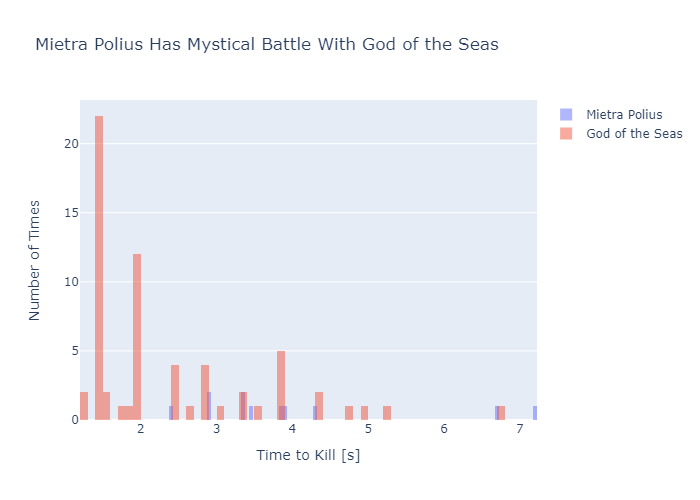 Mietra Polius Has Mystical Battle With God of the Seas
Mietra Polius
God of the Seas
20
15
10
5
0
Number of Times
2 3 4 5 6 7
Time to Kill [s]